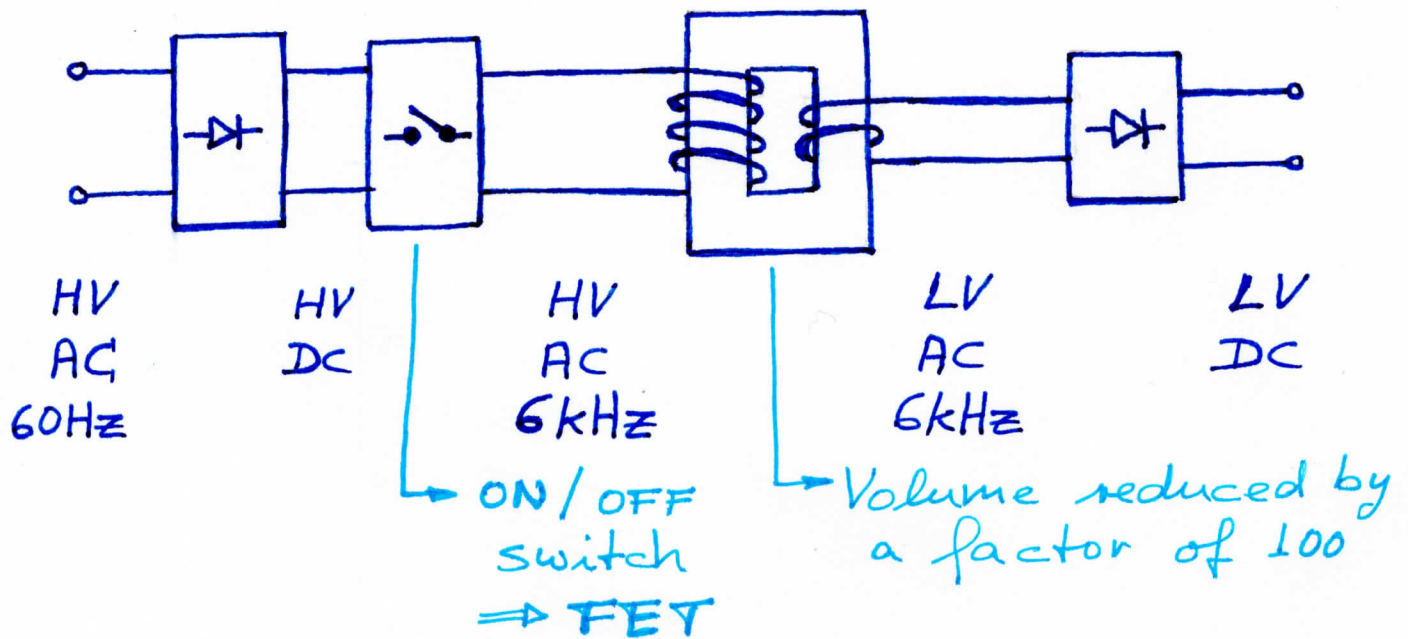 HV HV HV LV LV
AC DC AC AC DC
60Hz 6kHz 6kHz
ON/OFF Volume reduced by
switch a factor of 100
⇒ FET